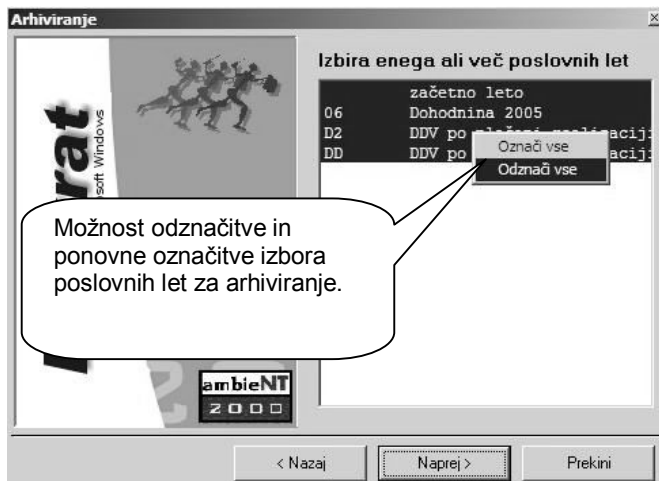 Arhiviranje
Izbira enega ali več poslovnih let
začetno leto
06 Dohodnina 2005
D2 DDV po
DD DDV po
Označi vse
Odznači vse
Možnost odznačitve in
ponovne označitve izbora
poslovnih let za arhiviranje.
rat
soft Windows
ambieNT
2000
< Nazaj
Naprej >
Prekini